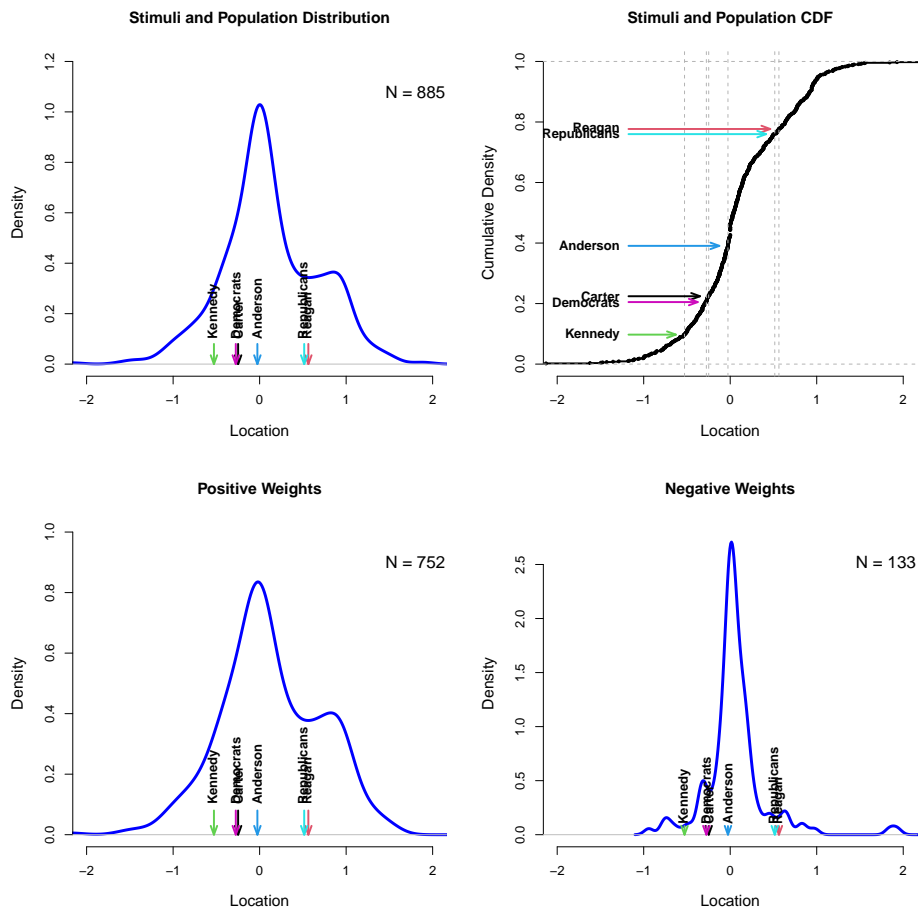 Stimuli and Population Distribution
N = 885
Density
0.0 0.2 0.4 0.6 0.8 1.0 1.2
Kennedy
Democrats
Carter
Anderson
Republicans
Reagan
−2 −1 0 1 2
Location
Stimuli and Population CDF
Cumulative Density
0.0 0.2 0.4 0.6 0.8 1.0
Reagan
Republicans
Anderson
Carter
Democrats
Kennedy
−2 −1 0 1 2
Location
Positive Weights
N = 752
Density
0.0 0.2 0.4 0.6 0.8 1.0
Kennedy
Democrats
Carter
Anderson
Republicans
Reagan
−2 −1 0 1 2
Location
Negative Weights
N = 133
Density
0.0 0.5 1.0 1.5 2.0 2.5
Kennedy
Democrats
Carter
Anderson
Republicans
Reagan
−2 −1 0 1 2
Location